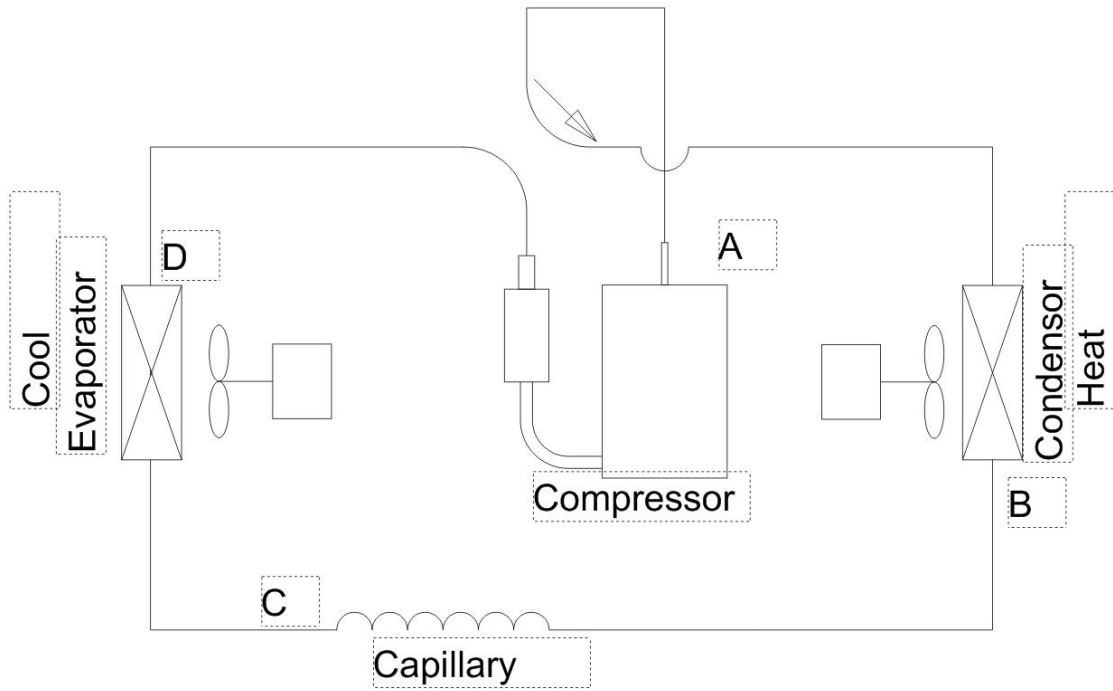 D
A
Cool
Evaporator
Condensor
Heat
Compressor
B
C
Capillary